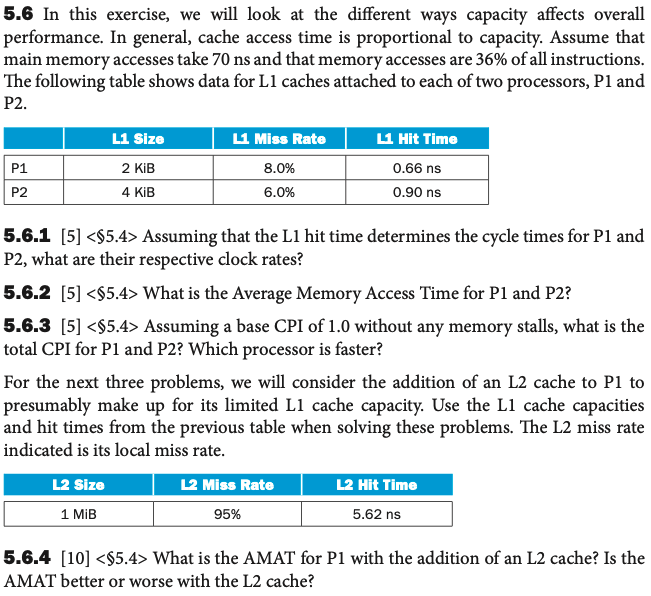 5.6 In this exercise, we will look at the different ways capacity affects overall
performance. In general, cache access time is proportional to capacity. Assume that
main memory accesses take 70 ns and that memory accesses are 36% of all instructions.
The following table shows data for L1 caches attached to each of two processors, P1 and
P2.
L1 Size L1 Miss Rate L1 Hit Time
P1 2 KiB 8.0% 0.66 ns
P2 4 KiB 6.0% 0.90 ns
5.6.1 [5] <§5.4> Assuming that the L1 hit time determines the cycle times for P1 and
P2, what are their respective clock rates?
5.6.2 [5] <§5.4> What is the Average Memory Access Time for P1 and P2?
5.6.3 [5] <§5.4> Assuming a base CPI of 1.0 without any memory stalls, what is the
total CPI for P1 and P2? Which processor is faster?
For the next three problems, we will consider the addition of an L2 cache to P1 to
presumably make up for its limited L1 cache capacity. Use the L1 cache capacities
and hit times from the previous table when solving these problems. The L2 miss rate
indicated is its local miss rate.
L2 Size L2 Miss Rate L2 Hit Time
1 MiB 95% 5.62 ns
5.6.4 [10] <§5.4> What is the AMAT for P1 with the addition of an L2 cache? Is the
AMAT better or worse with the L2 cache?